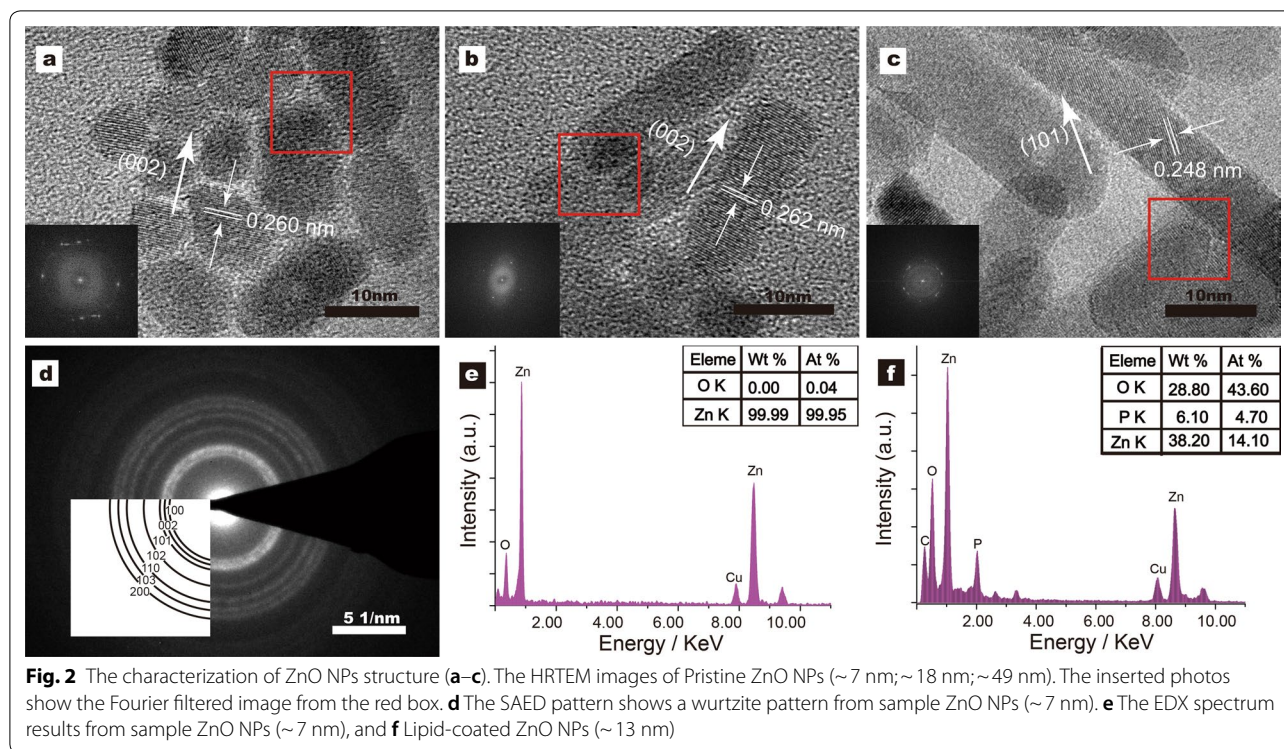 a
(002)
0.260 nm
10nm
b
(002)
0.262 nm
10nm
c
(101)
0.248 nm
10nm
d
100
002
101
102
110
103
200
5 1/nm
e
Zn
O
Cu
Zn
Eleme Wt % At %
O K 0.00 0.04
Zn K 99.99 99.95
Intensity (a.u.)
2.00 4.00 6.00 8.00 10.00
Energy / KeV
f
Zn
O
C
P
Cu
Zn
Eleme Wt % At %
O K 28.80 43.60
P K 6.10 4.70
Zn K 38.20 14.10
Intensity (a.u.)
2.00 4.00 6.00 8.00 10.00
Energy / KeV
Fig. 2 The characterization of ZnO NPs structure (a–c). The HRTEM images of Pristine ZnO NPs (~ 7 nm; ~ 18 nm; ~ 49 nm). The inserted photos
show the Fourier filtered image from the red box. d The SAED pattern shows a wurtzite pattern from sample ZnO NPs (~ 7 nm). e The EDX spectrum
results from sample ZnO NPs (~ 7 nm), and f Lipid-coated ZnO NPs (~ 13 nm)